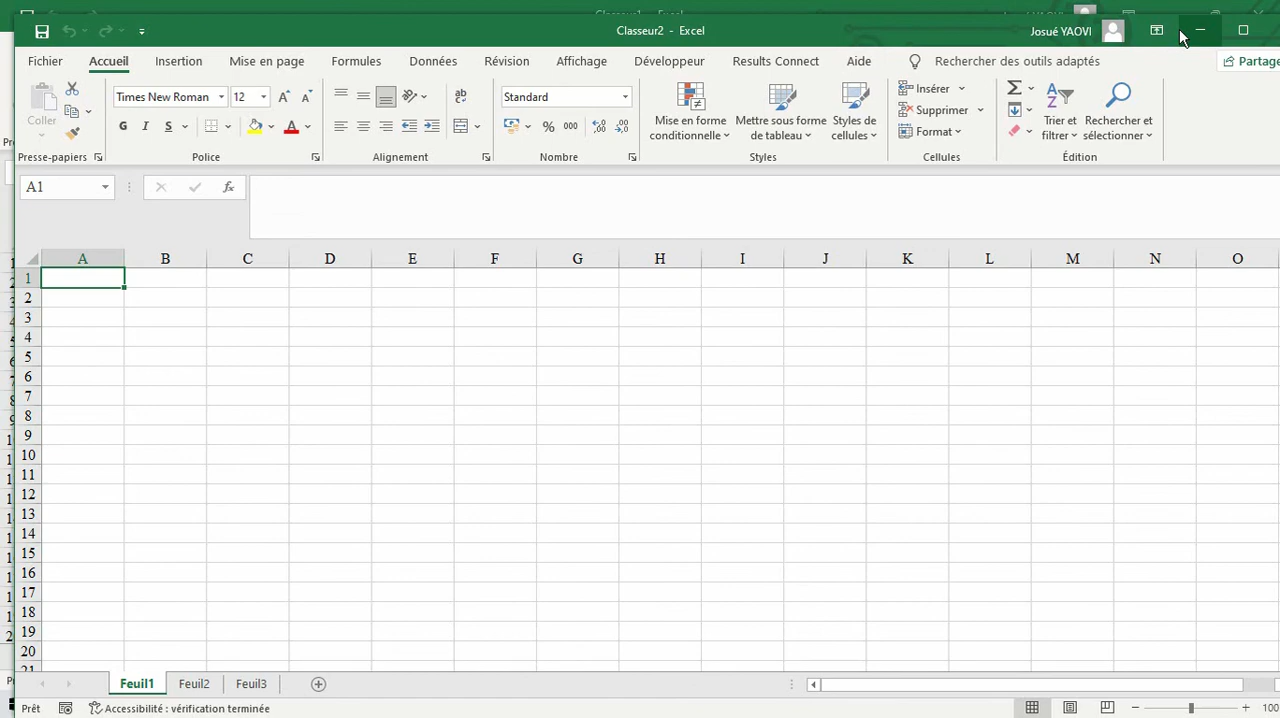 Classeur2 - Excel
Josué YAOVI
Fichier Accueil Insertion Mise en page Formules Données Révision Affichage Développeur Results Connect Aide Rechercher des outils adaptés Partage
Coller
Times New Roman 12
Standard
Mise en forme conditionnelle
Mettre sous forme de tableau
Styles de cellules
Insérer
Supprimer
Format
Trier et filtrer
Rechercher et sélectionner
G I S
% 000
Presse-papiers Police Alignement Nombre Styles Cellules Édition
A1
fx
A B C D E F G H I J K L M N O
1
2
3
4
5
6
7
8
9
10
11
12
13
14
15
16
17
18
19
20
21
Feuil1 Feuil2 Feuil3
Prêt Accessibilité : vérification terminée
100